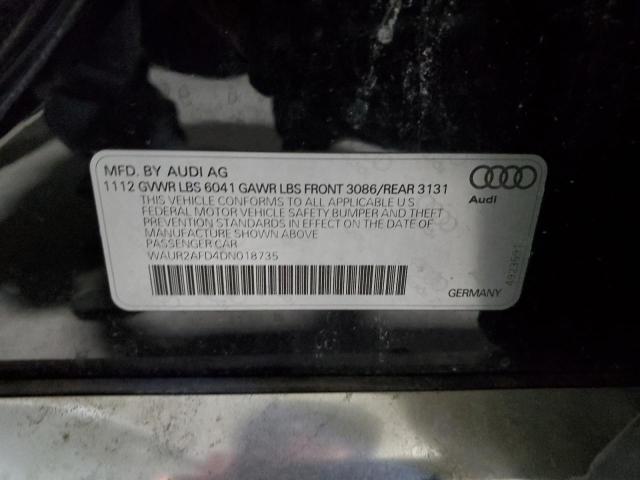 MFD. BY AUDI AG
1112 GVWR LBS 6041 GAWR LBS FRONT 3086/REAR 3131
THIS VEHICLE CONFORMS TO ALL APPLICABLE U S
FEDERAL MOTOR VEHICLE SAFETY BUMPER AND THEFT
PREVENTION STANDARDS IN EFFECT ON THE DATE OF
MANUFACTURE SHOWN ABOVE
PASSENGER CAR
WAUR2AFD4DN018735
Audi
4923691
GERMANY